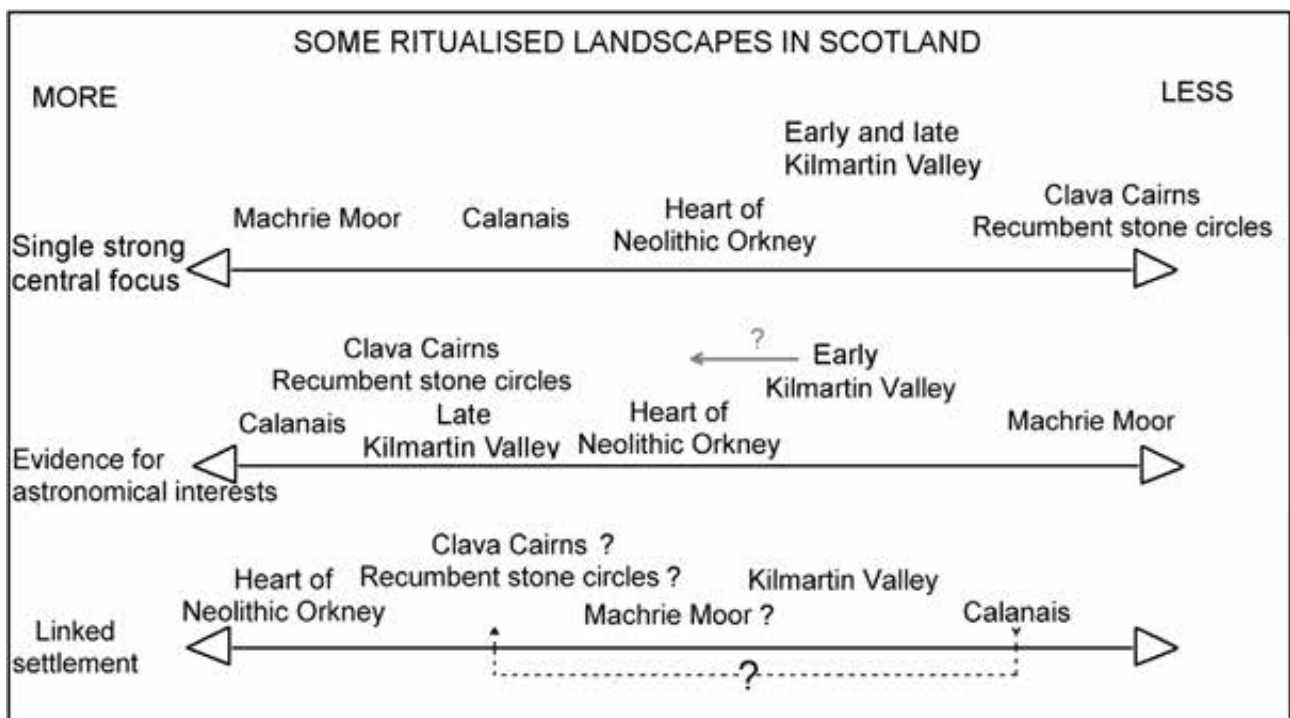 SOME RITUALISED LANDSCAPES IN SCOTLAND
MORE
LESS
Early and late
Kilmartin Valley
Machrie Moor
Calanais
Heart of
Neolithic Orkney
Clava Cairns
Recumbent stone circles
Single strong
central focus
Clava Cairns
Recumbent stone circles
?
Early
Kilmartin Valley
Calanais
Late
Kilmartin Valley
Heart of
Neolithic Orkney
Machrie Moor
Evidence for
astronomical interests
Clava Cairns ?
Recumbent stone circles ?
Heart of
Neolithic Orkney
Kilmartin Valley
Machrie Moor ?
Calanais
Linked
settlement
?